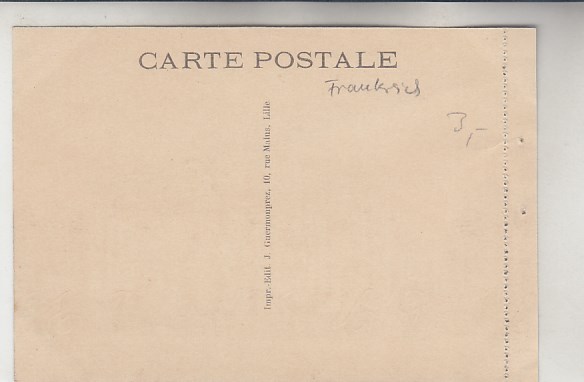 CARTE POSTALE
Frankreich
3,-
Impr.-Edit J. Guermonprez, 10, rue Malus, Lille